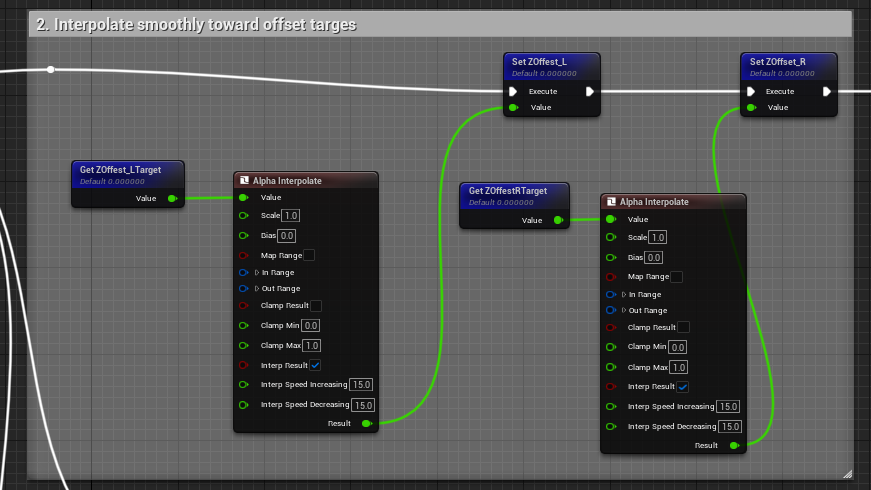 2. Interpolate smoothly toward offset targes
Set ZOffest_L
Default 0.000000
Execute
Value
Set ZOffset_R
Default 0.000000
Execute
Value
Get ZOffest_LTarget
Default 0.000000
Value
Alpha Interpolate
Value
Scale 1.0
Bias 0.0
Map Range
In Range
Out Range
Clamp Result
Clamp Min 0.0
Clamp Max 1.0
Interp Result
Interp Speed Increasing 15.0
Interp Speed Decreasing 15.0
Result
Get ZOffestRTarget
Default 0.000000
Value
Alpha Interpolate
Value
Scale 1.0
Bias 0.0
Map Range
In Range
Out Range
Clamp Result
Clamp Min 0.0
Clamp Max 1.0
Interp Result
Interp Speed Increasing 15.0
Interp Speed Decreasing 15.0
Result